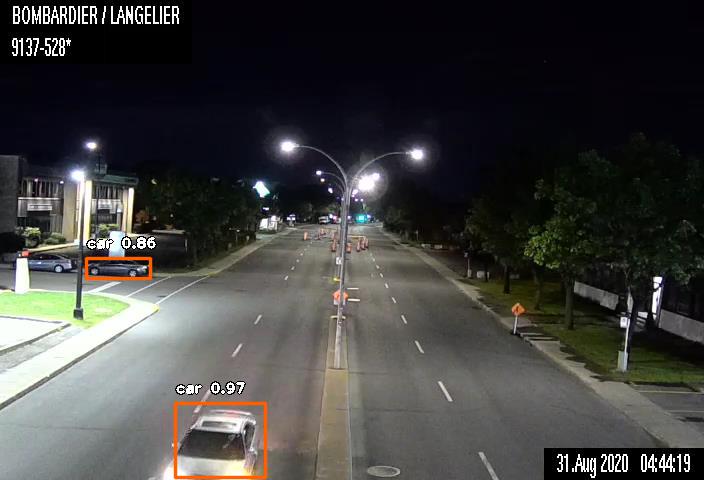 BOMBARDIER / LANGELIER
9137-528*
car 0.86
car 0.97
31.Aug 2020 04:44:19